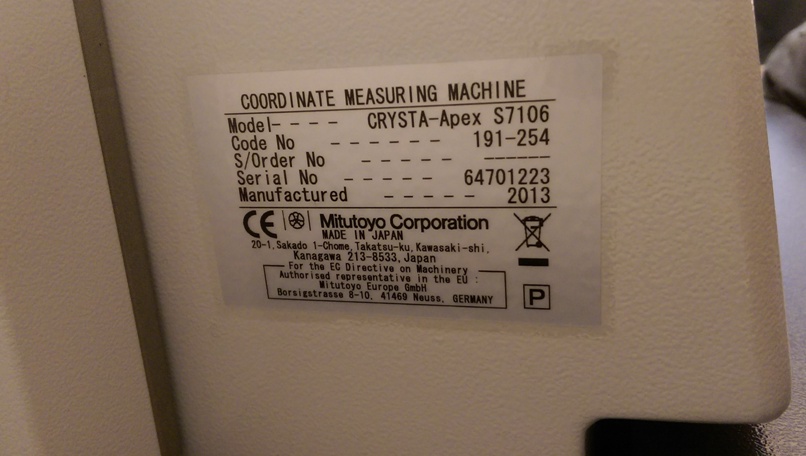 COORDINATE MEASURING MACHINE
Model- - - - CRYSTA-Apex S7106
Code No - - - - - - 191-254
S/Order No - - - - - ------
Serial No - - - - - 64701223
Manufactured - - - - - 2013
CE Mitutoyo Corporation
MADE IN JAPAN
20-1, Sakado 1-Chome, Takatsu-ku, Kawasaki-shi,
Kanagawa 213-8533, Japan
For the EC Directive on Machinery
Authorised representative in the EU :
Mitutoyo Europe GmbH
Borsigstrasse 8-10, 41469 Neuss, GERMANY
P